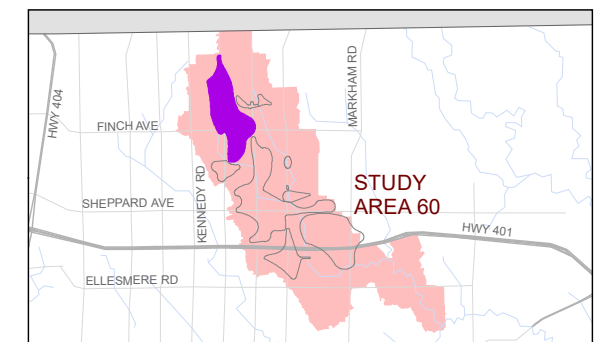 MARKHAM RD
HWY 404
FINCH AVE
STUDY
AREA 60
KENNEDY RD
SHEPPARD AVE
HWY 401
ELLESMERE RD